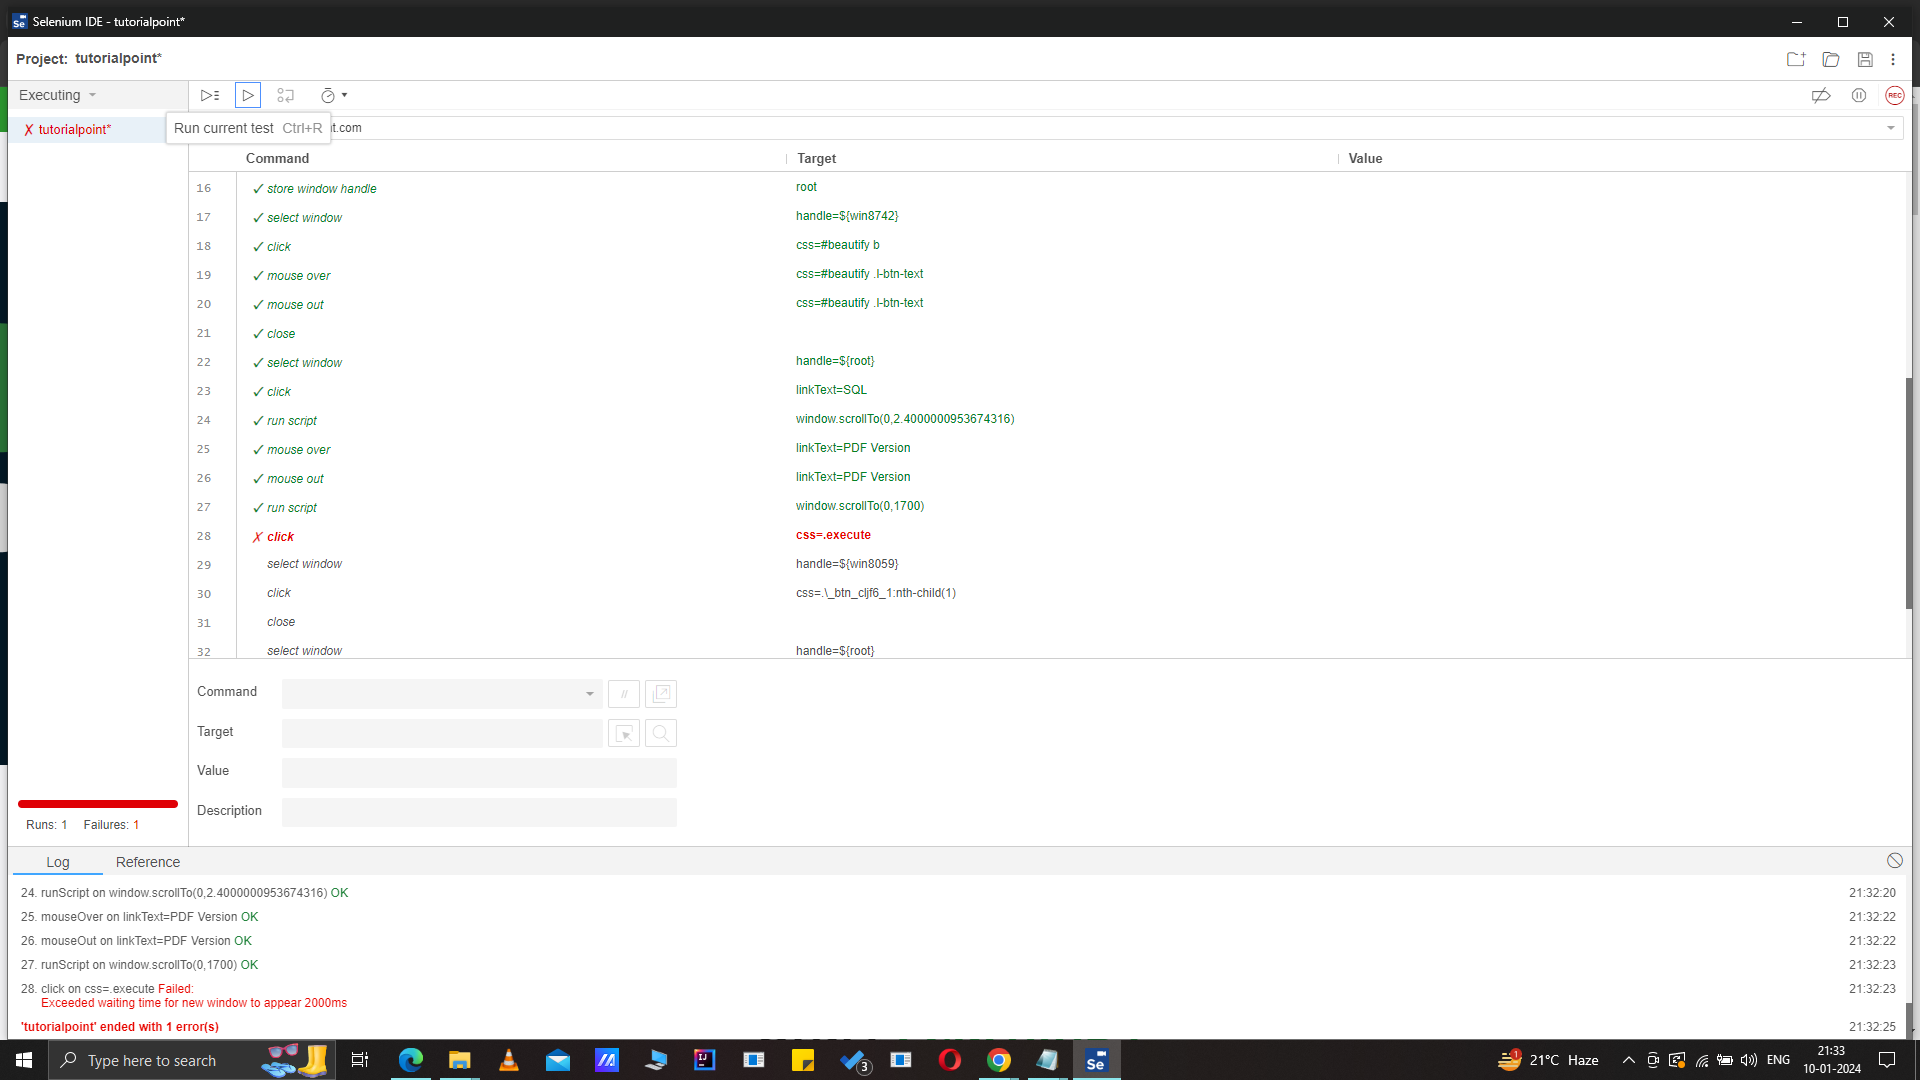 Selenium IDE - tutorialpoint*
Project: tutorialpoint*
Executing
tutorialpoint*
Run current test Ctrl+R
t.com
Command Target Value
16 ✓ store window handle root
17 ✓ select window handle=${win8742}
18 ✓ click css=#beautify b
19 ✓ mouse over css=#beautify .l-btn-text
20 ✓ mouse out css=#beautify .l-btn-text
21 ✓ close
22 ✓ select window handle=${root}
23 ✓ click linkText=SQL
24 ✓ run script window.scrollTo(0,2.4000000953674316)
25 ✓ mouse over linkText=PDF Version
26 ✓ mouse out linkText=PDF Version
27 ✓ run script window.scrollTo(0,1700)
28 ✗ click css=.execute
29 select window handle=${win8059}
30 click css=.\_btn_cljf6_1:nth-child(1)
31 close
32 select window handle=${root}
Command //
Target
Value
Description
Runs: 1 Failures: 1
Log Reference
24. runScript on window.scrollTo(0,2.4000000953674316) OK 21:32:20
25. mouseOver on linkText=PDF Version OK 21:32:22
26. mouseOut on linkText=PDF Version OK 21:32:22
27. runScript on window.scrollTo(0,1700) OK 21:32:23
28. click on css=.execute Failed: 21:32:23
Exceeded waiting time for new window to appear 2000ms
'tutorialpoint' ended with 1 error(s) 21:32:25
Type here to search
3
1
21°C Haze
ENG
21:33
10-01-2024
REC
Se
Se
IJ